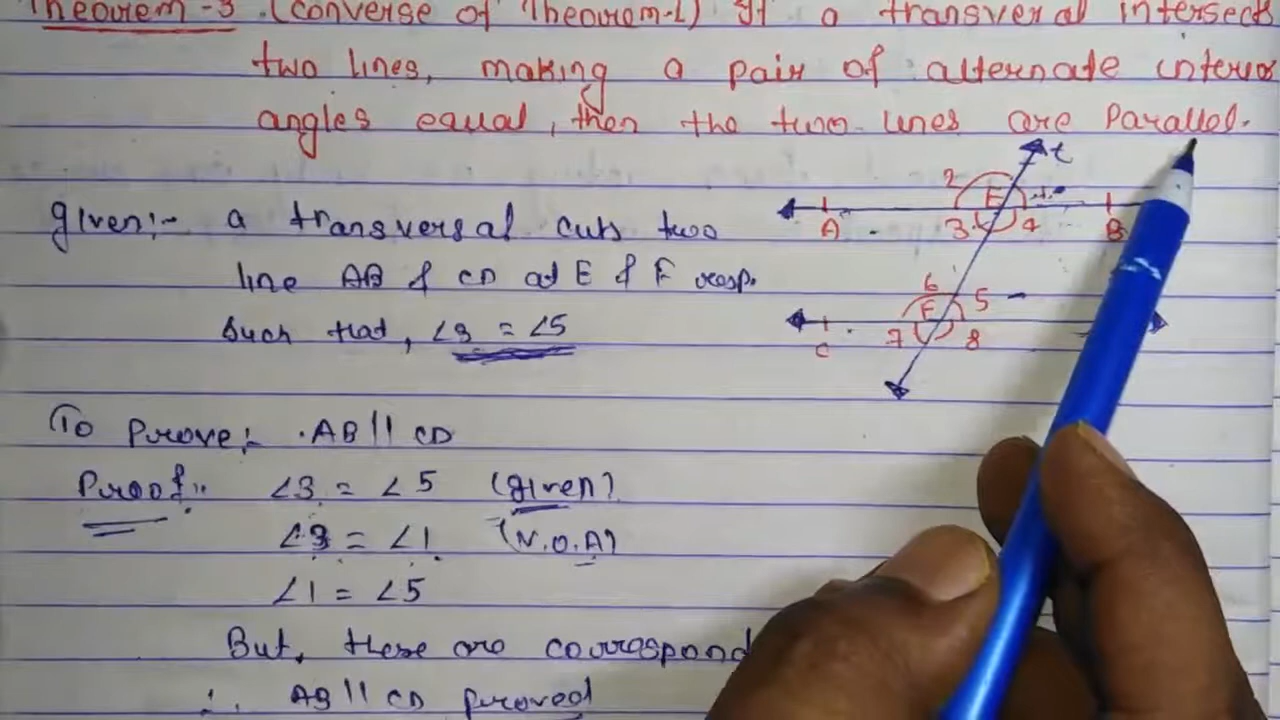 Theorem-3 (Converse of Theorem-1) If a transversal intersects
two lines, making a pair of alternate interior
angles equal, then the two lines are Parallel.
t
2 E
A 3 4 B
given:- a transversal cuts two
line AB & CD at E & F resp.
Such that, ∠3 = ∠5
6 5
F
C 7 8
To Prove:- AB || CD
Proof:- ∠3 = ∠5 (given)
∠3 = ∠1 (V.O.A)
∠1 = ∠5
But, these are correspond
∴ AB || CD proved